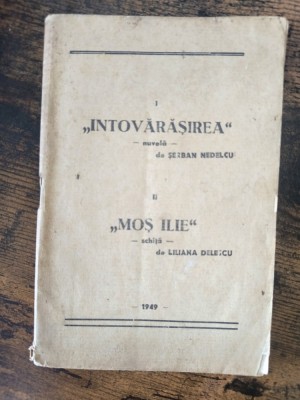 I
„INTOVĂRĂȘIREA“
— nuvelă —
de ȘERBAN NEDELCU
II
„MOȘ ILIE“
— schiță —
de LILIANA DELESCU
— 1949 —